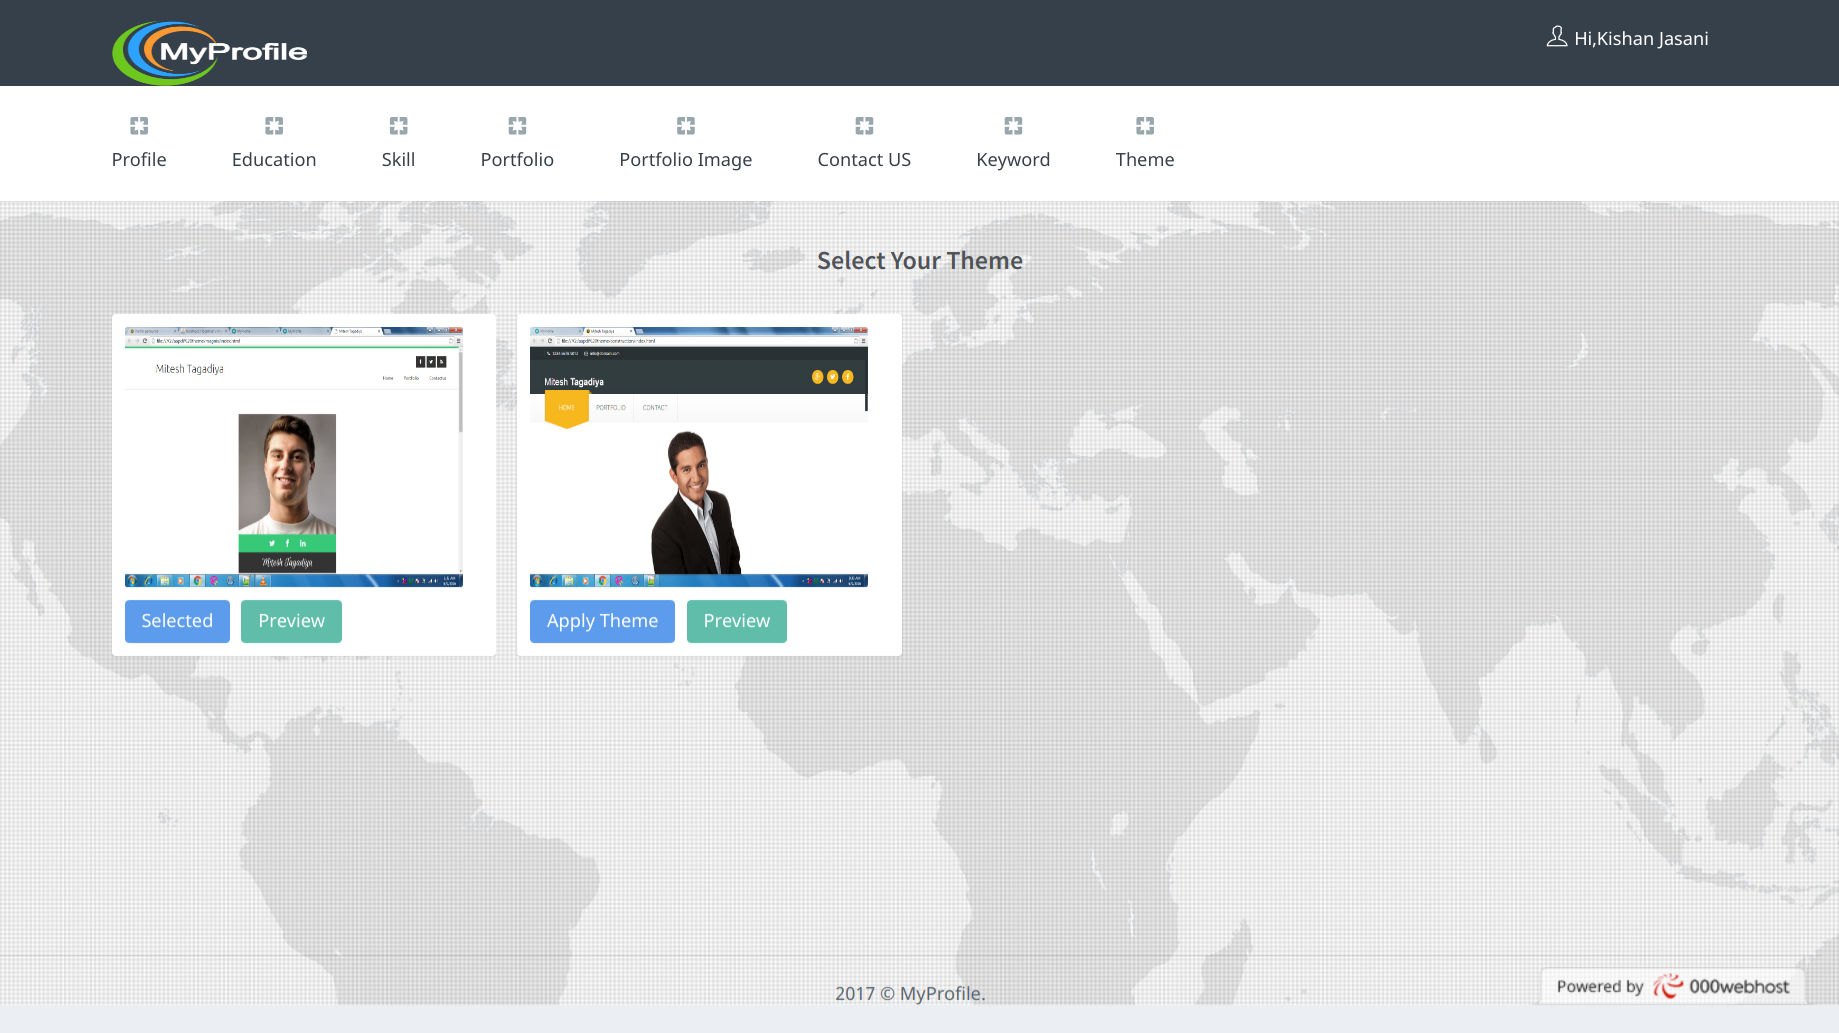 MyProfile
Hi,Kishan Jasani
Profile
Education
Skill
Portfolio
Portfolio Image
Contact US
Keyword
Theme
Select Your Theme
Mitesh Tagadiya
Home
Portfolio
Contactus
Mitesh Tagadiya
Selected
Preview
Mitesh Tagadiya
HOME
PORTFOLIO
CONTACT
Apply Theme
Preview
2017 © MyProfile.
Powered by 000webhost